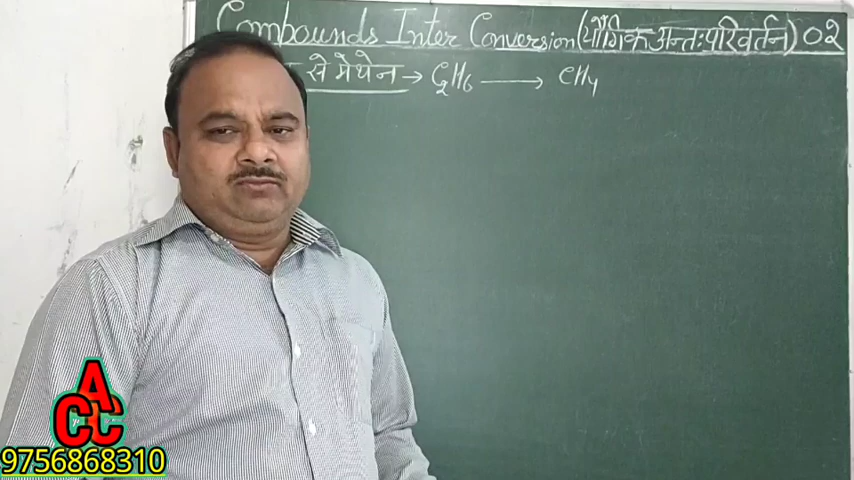 Compounds Inter Conversion (यौगिक अन्तःपरिवर्तन) 02
से मेथेन → C₂H₆ ⟶ CH₄
ACC
9756868310